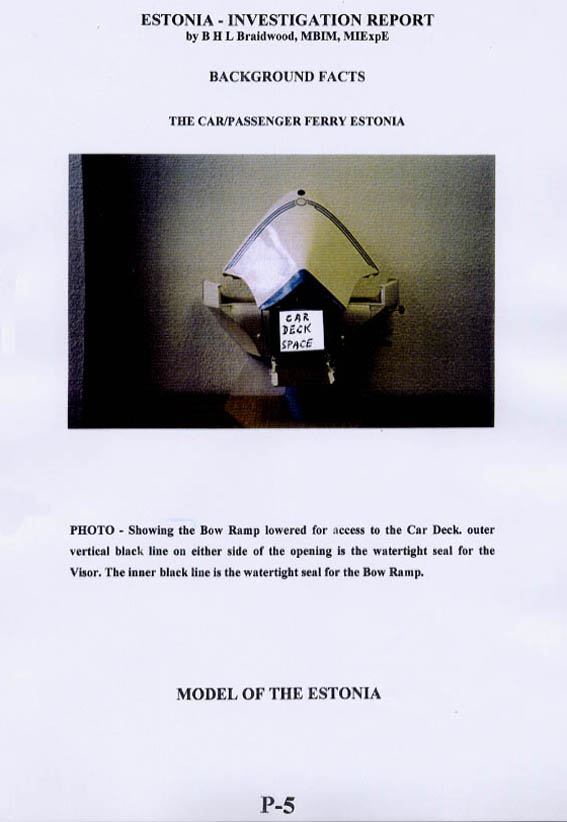 ESTONIA - INVESTIGATION REPORT
by B H L Braidwood, MBIM, MIExpE
BACKGROUND FACTS
THE CAR/PASSENGER FERRY ESTONIA
CAR
DECK
SPACE
PHOTO - Showing the Bow Ramp lowered for access to the Car Deck. outer
vertical black line on either side of the opening is the watertight seal for the
Visor. The inner black line is the watertight seal for the Bow Ramp.
MODEL OF THE ESTONIA
P-5